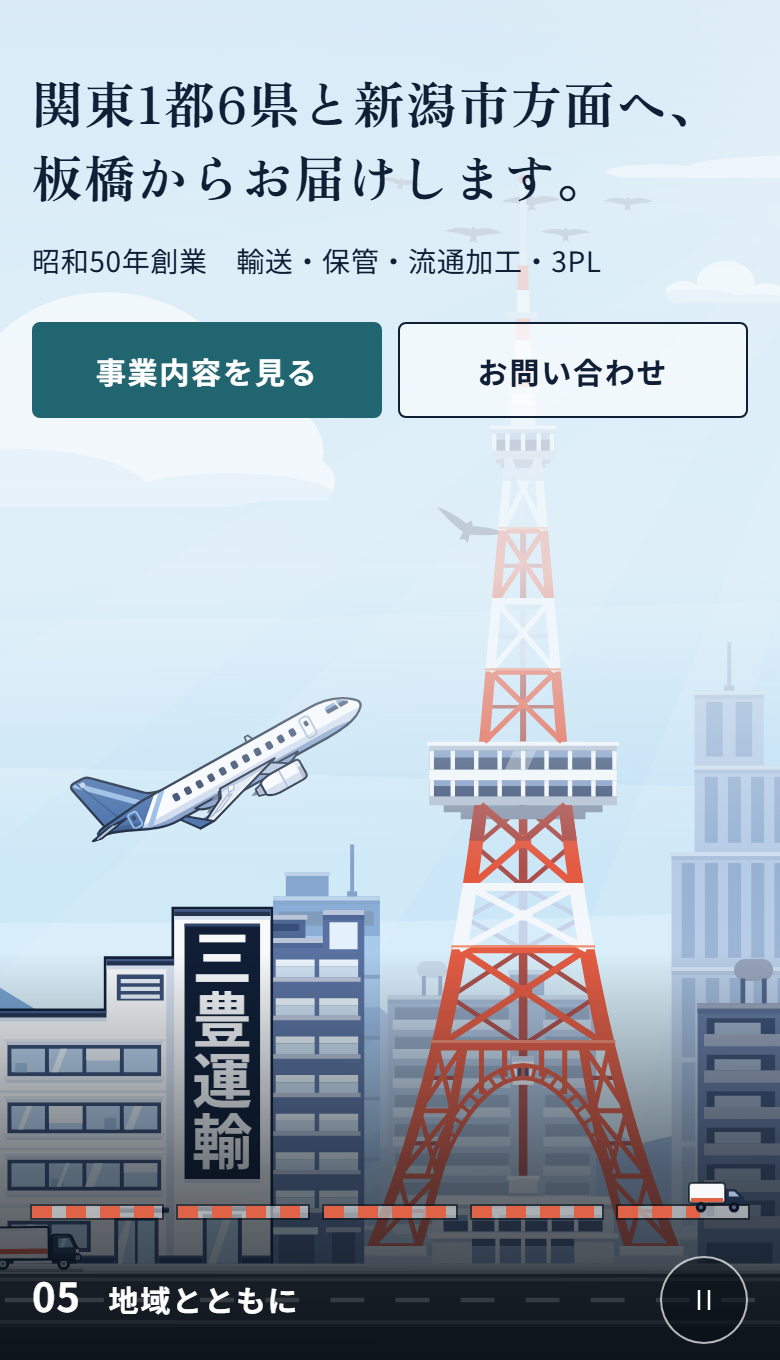 関東1都6県と新潟市方面へ、
板橋からお届けします。
昭和50年創業　輸送・保管・流通加工・3PL
事業内容を見る
お問い合わせ
三豊運輸
05 地域とともに